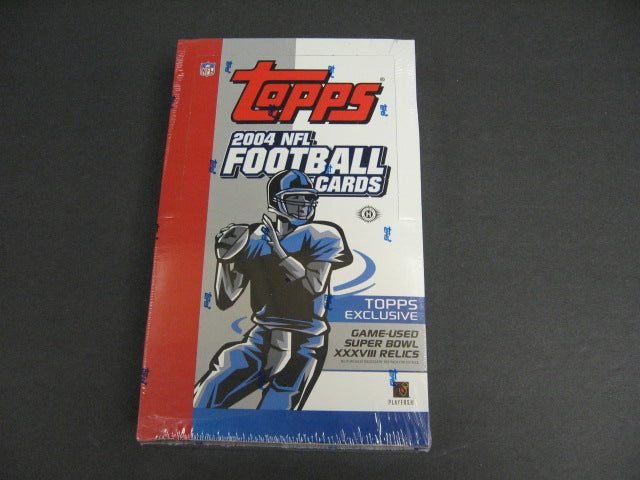 NFL
TOPPS
®
2004 NFL
FOOTBALL
CARDS
H
TOPPS
EXCLUSIVE
GAME-USED
SUPER BOWL
XXXVIII RELICS
PLAYERS